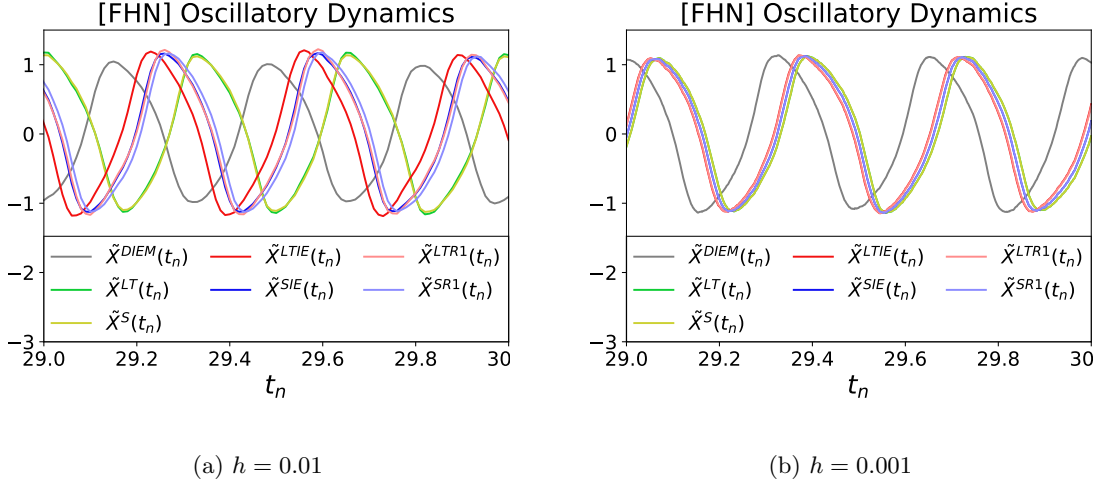 [FHN] Oscillatory Dynamics
1
0
−1
−2
−3
X̃^DIEM(t_n)
X̃^LTIE(t_n)
X̃^LTR1(t_n)
X̃^LT(t_n)
X̃^SIE(t_n)
X̃^SR1(t_n)
X̃^S(t_n)
29.0 29.2 29.4 29.6 29.8 30
t_n
(a) h = 0.01
[FHN] Oscillatory Dynamics
1
0
−1
−2
−3
X̃^DIEM(t_n)
X̃^LTIE(t_n)
X̃^LTR1(t_n)
X̃^LT(t_n)
X̃^SIE(t_n)
X̃^SR1(t_n)
X̃^S(t_n)
29.0 29.2 29.4 29.6 29.8 30
t_n
(b) h = 0.001